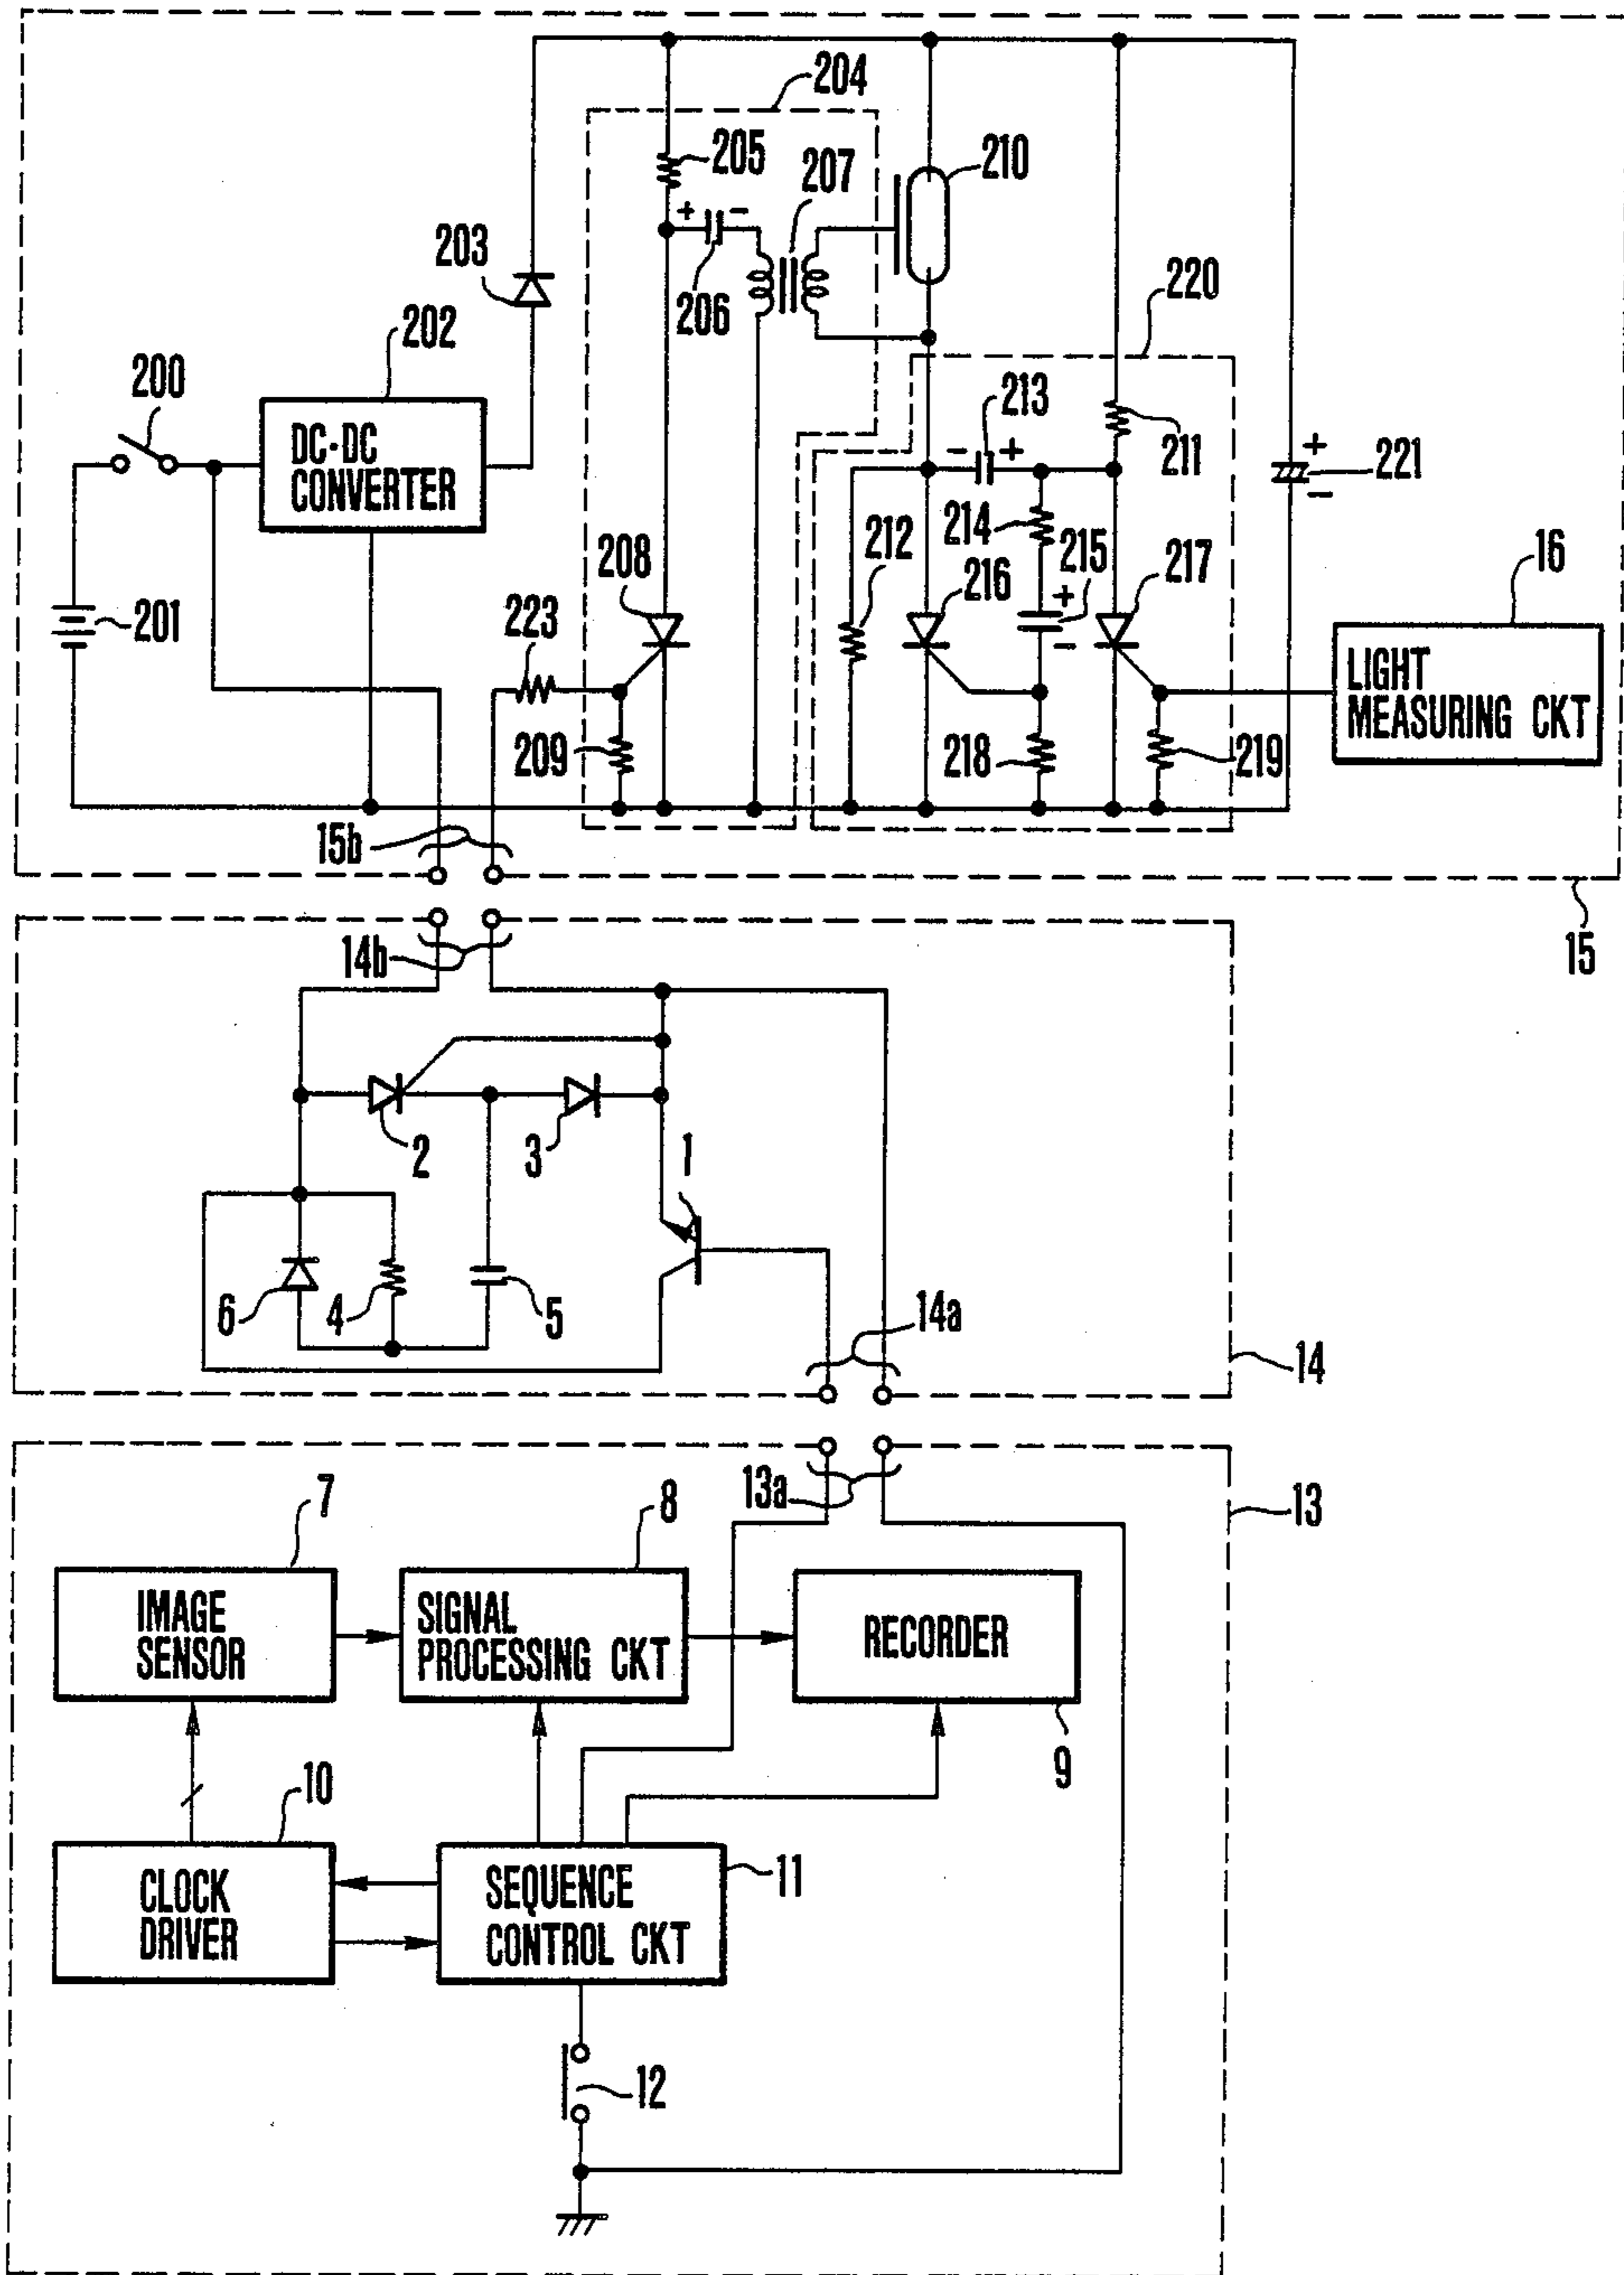 204
205
207
210
+ -
203
206
220
202
200
213
DC-DC
CONVERTER
- +
211
+
221
-
212
214
215
208
216
+
217
16
201
223
-
LIGHT
MEASURING CKT
209
218
219
15b
15
14b
2
3
1
6
4
5
14a
14
13a
13
7
8
IMAGE
SENSOR
SIGNAL
PROCESSING CKT
RECORDER
9
10
CLOCK
DRIVER
SEQUENCE
CONTROL CKT
11
12